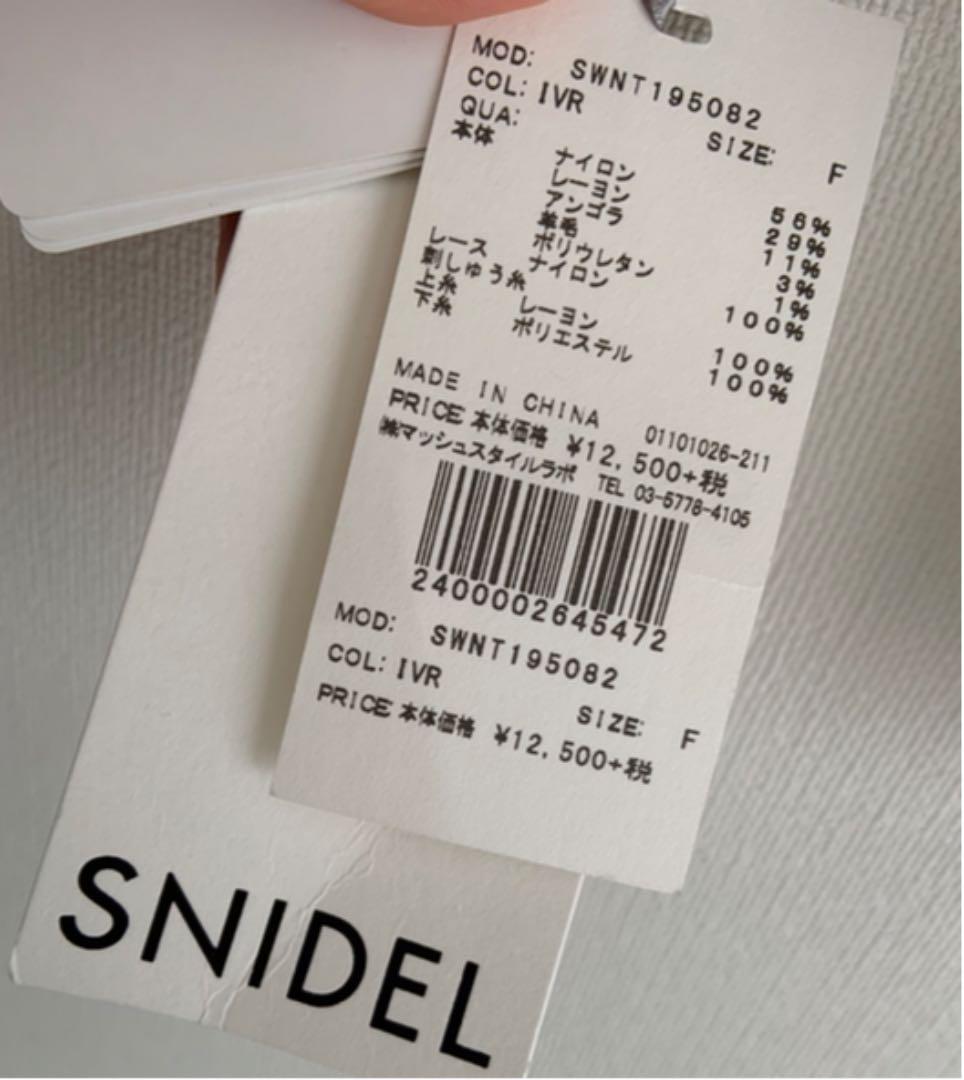 MOD: SWNT195082
COL: IVR SIZE: F
QUA:
本体 ナイロン 56%
レーヨン 29%
アンゴラ 11%
羊毛 3%
ポリウレタン 1%
レース ナイロン 100%
刺しゅう糸
上糸 レーヨン 100%
下糸 ポリエステル 100%
MADE IN CHINA 01101026-211
PRICE 本体価格 ¥12,500+税
㈱マッシュスタイルラボ TEL 03-5778-4105
2400002645472
MOD: SWNT195082
COL: IVR SIZE: F
PRICE 本体価格 ¥12,500+税
SNIDEL